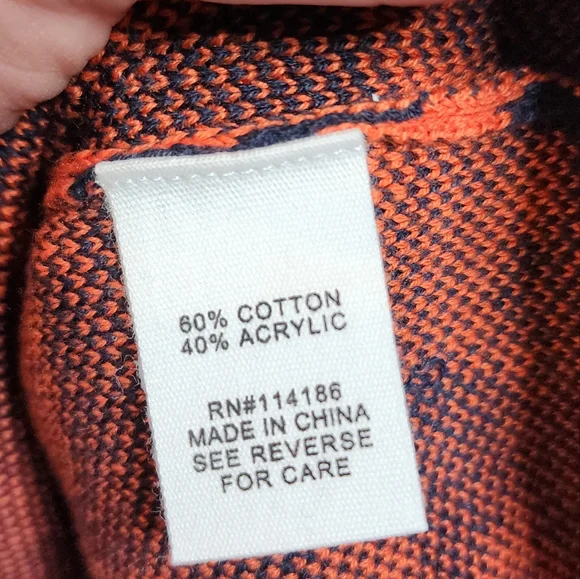 60% COTTON
40% ACRYLIC
RN#114186
MADE IN CHINA
SEE REVERSE
FOR CARE